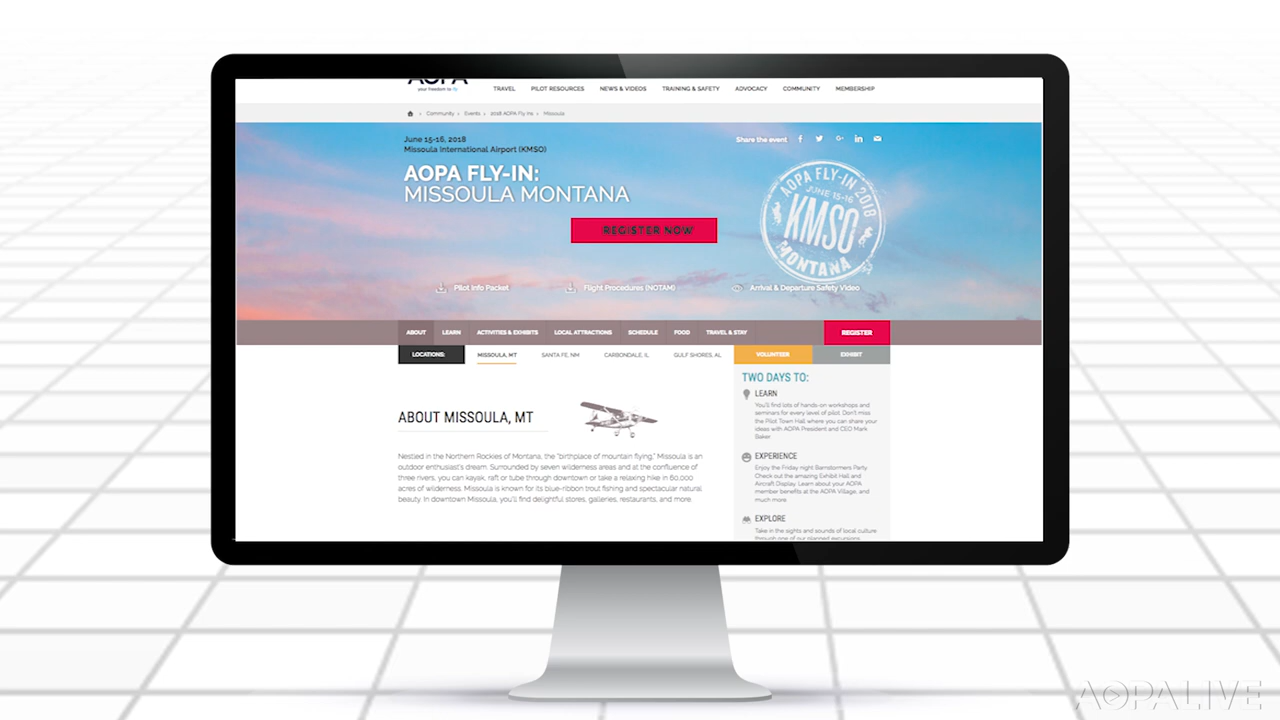 AOPA
your freedom to fly
TRAVEL PILOT RESOURCES NEWS & VIDEOS TRAINING & SAFETY ADVOCACY COMMUNITY MEMBERSHIP
Community > Events > 2018 AOPA Fly Ins > Missoula
June 15-16, 2018
Missoula International Airport (KMSO)
Share the event
AOPA FLY-IN:
MISSOULA MONTANA
REGISTER NOW
AOPA FLY-IN 2018
JUNE 15-16
KMSO
MONTANA
Pilot Info Packet Flight Procedures (NOTAM) Arrival & Departure Safety Video
ABOUT LEARN ACTIVITIES & EXHIBITS LOCAL ATTRACTIONS SCHEDULE FOOD TRAVEL & STAY REGISTER
LOCATIONS: MISSOULA, MT SANTA FE, NM CARBONDALE, IL GULF SHORES, AL VOLUNTEER EXHIBIT
ABOUT MISSOULA, MT
Nestled in the Northern Rockies of Montana, the "birthplace of mountain flying," Missoula is an
outdoor enthusiast's dream. Surrounded by seven wilderness areas and at the confluence of
three rivers, you can kayak, raft or tube through downtown or take a relaxing hike in 60,000
acres of wilderness. Missoula is known for its blue-ribbon trout fishing and spectacular natural
beauty. In downtown Missoula, you'll find delightful stores, galleries, restaurants, and more.
TWO DAYS TO:
LEARN
You'll find lots of hands-on workshops and
seminars for every level of pilot. Don't miss
the Pilot Town Hall where you can share your
ideas with AOPA President and CEO Mark
Baker.
EXPERIENCE
Enjoy the Friday night Barnstormers Party.
Check out the amazing Exhibit Hall and
Aircraft Display. Learn about your AOPA
member benefits at the AOPA Village, and
much more.
EXPLORE
Take in the sights and sounds of local culture
through one of our planned excursions
AOPALIVE